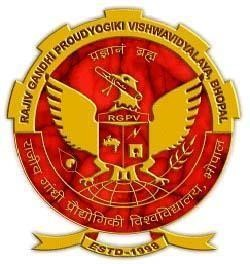 RAJIV GANDHI PROUDYOGIKI VISHWAVIDYALAYA, BHOPAL
प्रज्ञानं ब्रह्म
RGPV
राजीव गांधी प्रौद्योगिकी विश्वविद्यालय, भोपाल
ESTD-1998